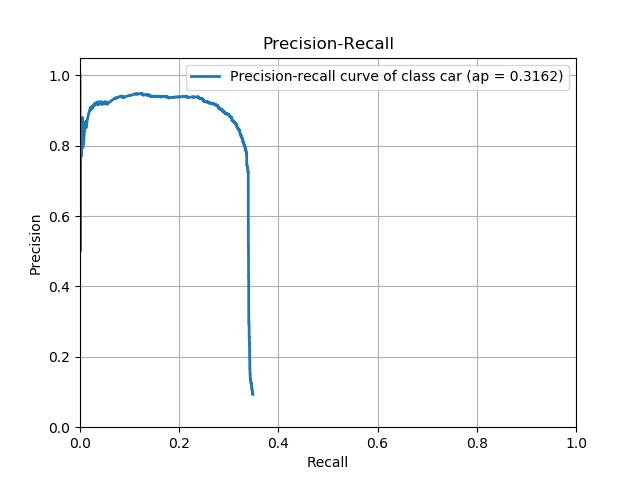 Precision-Recall
Precision-recall curve of class car (ap = 0.3162)
1.0
0.8
0.6
0.4
0.2
0.0
Precision
0.0 0.2 0.4 0.6 0.8 1.0
Recall